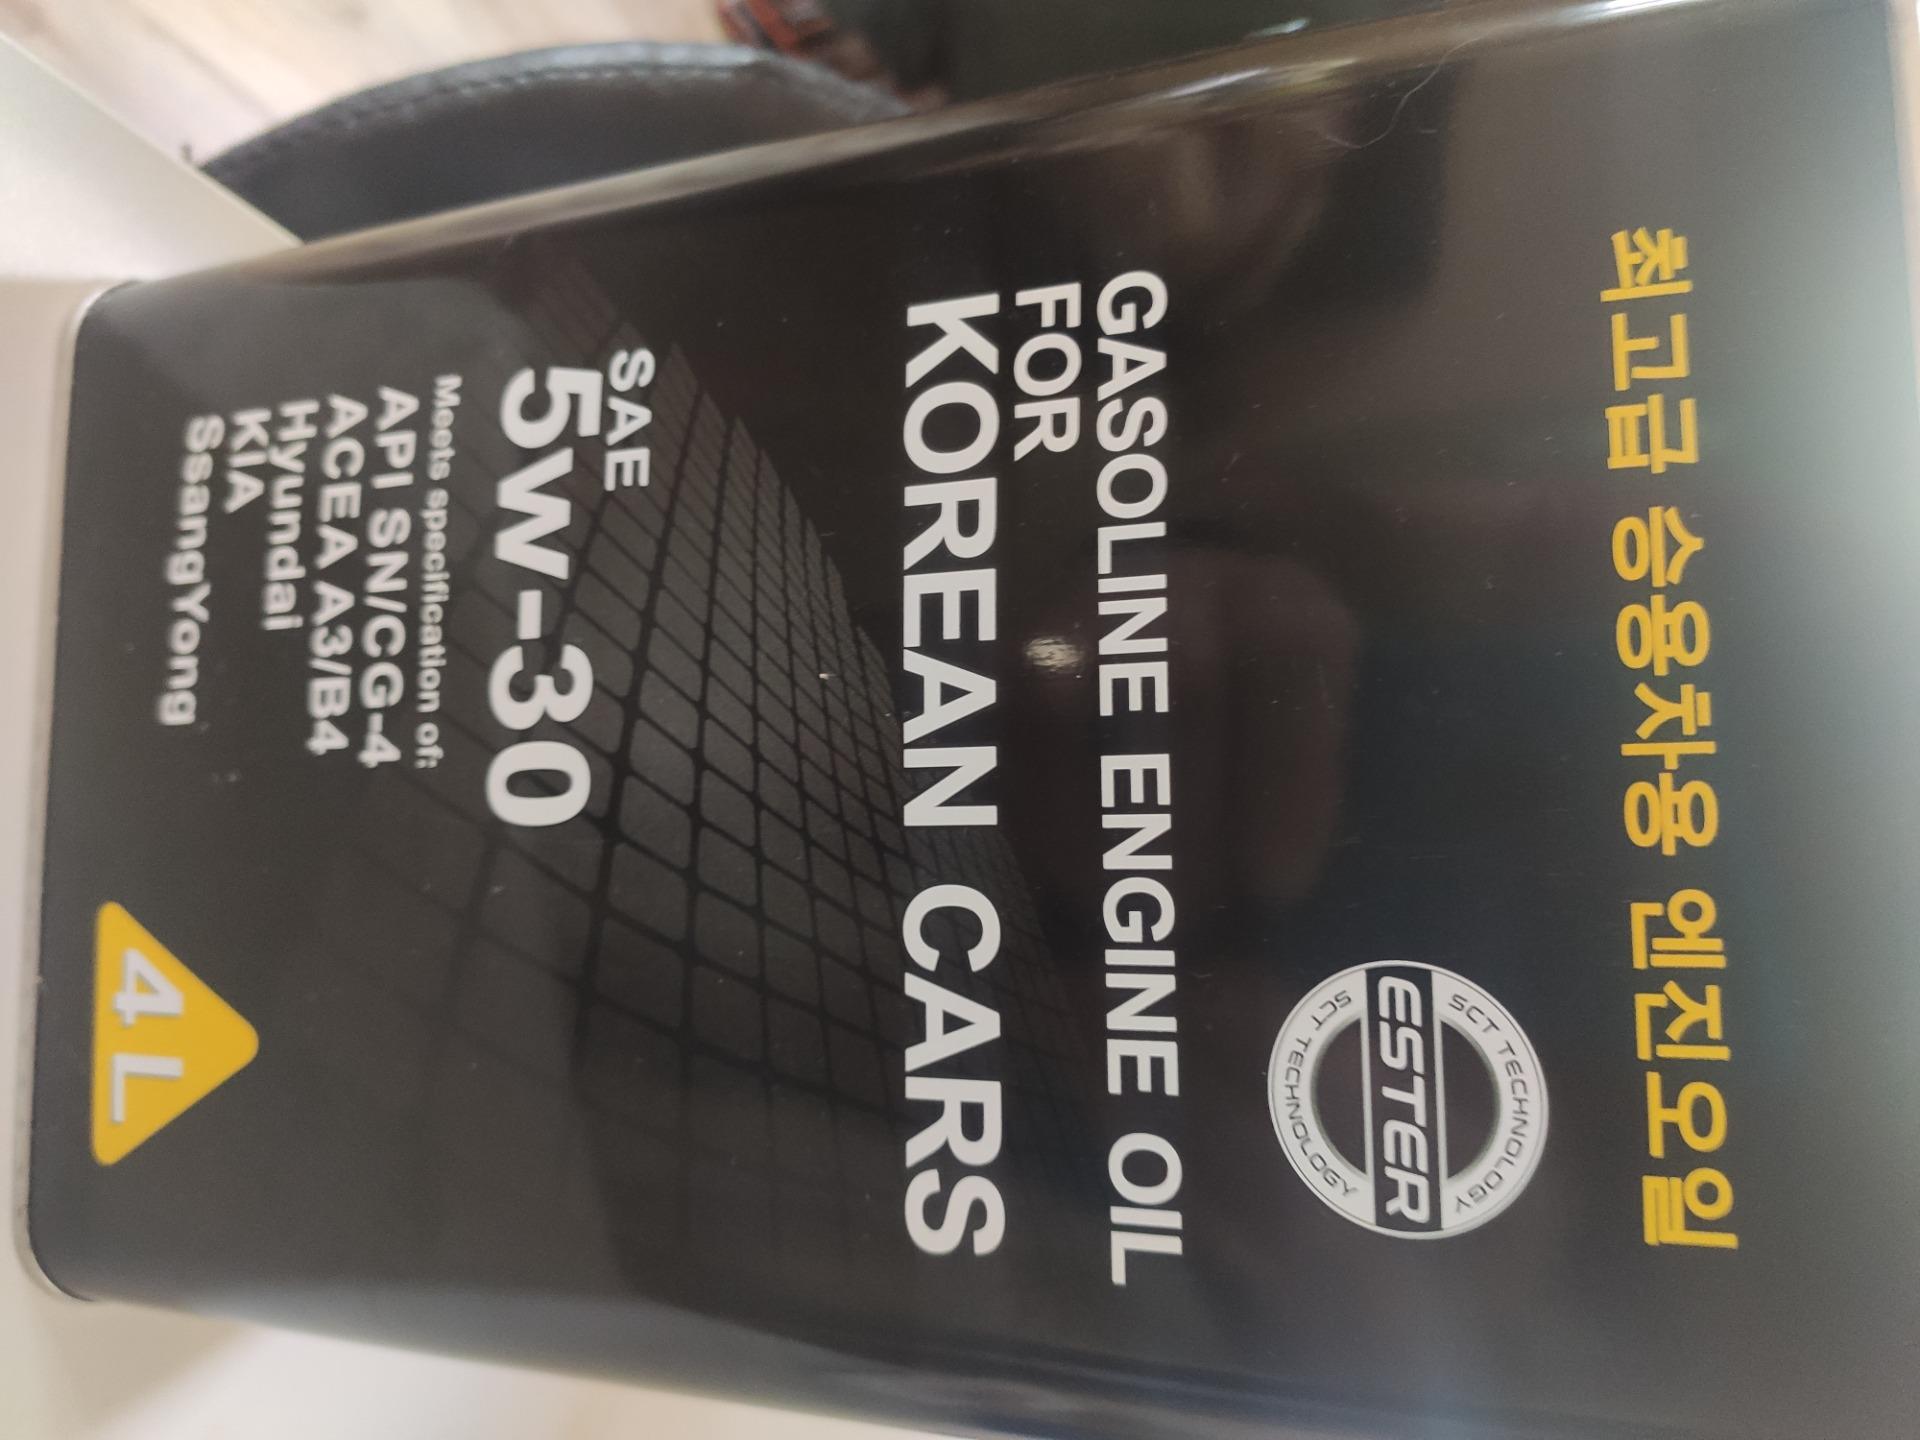 최고급 승용차용 엔진오일
SCT TECHNOLOGY
ESTER
SCT TECHNOLOGY
GASOLINE ENGINE OIL
FOR
KOREAN CARS
SAE
5W-30
Meets specification of:
API SN/CG-4
ACEA A3/B4
Hyundai
KIA
SsangYong
4 L